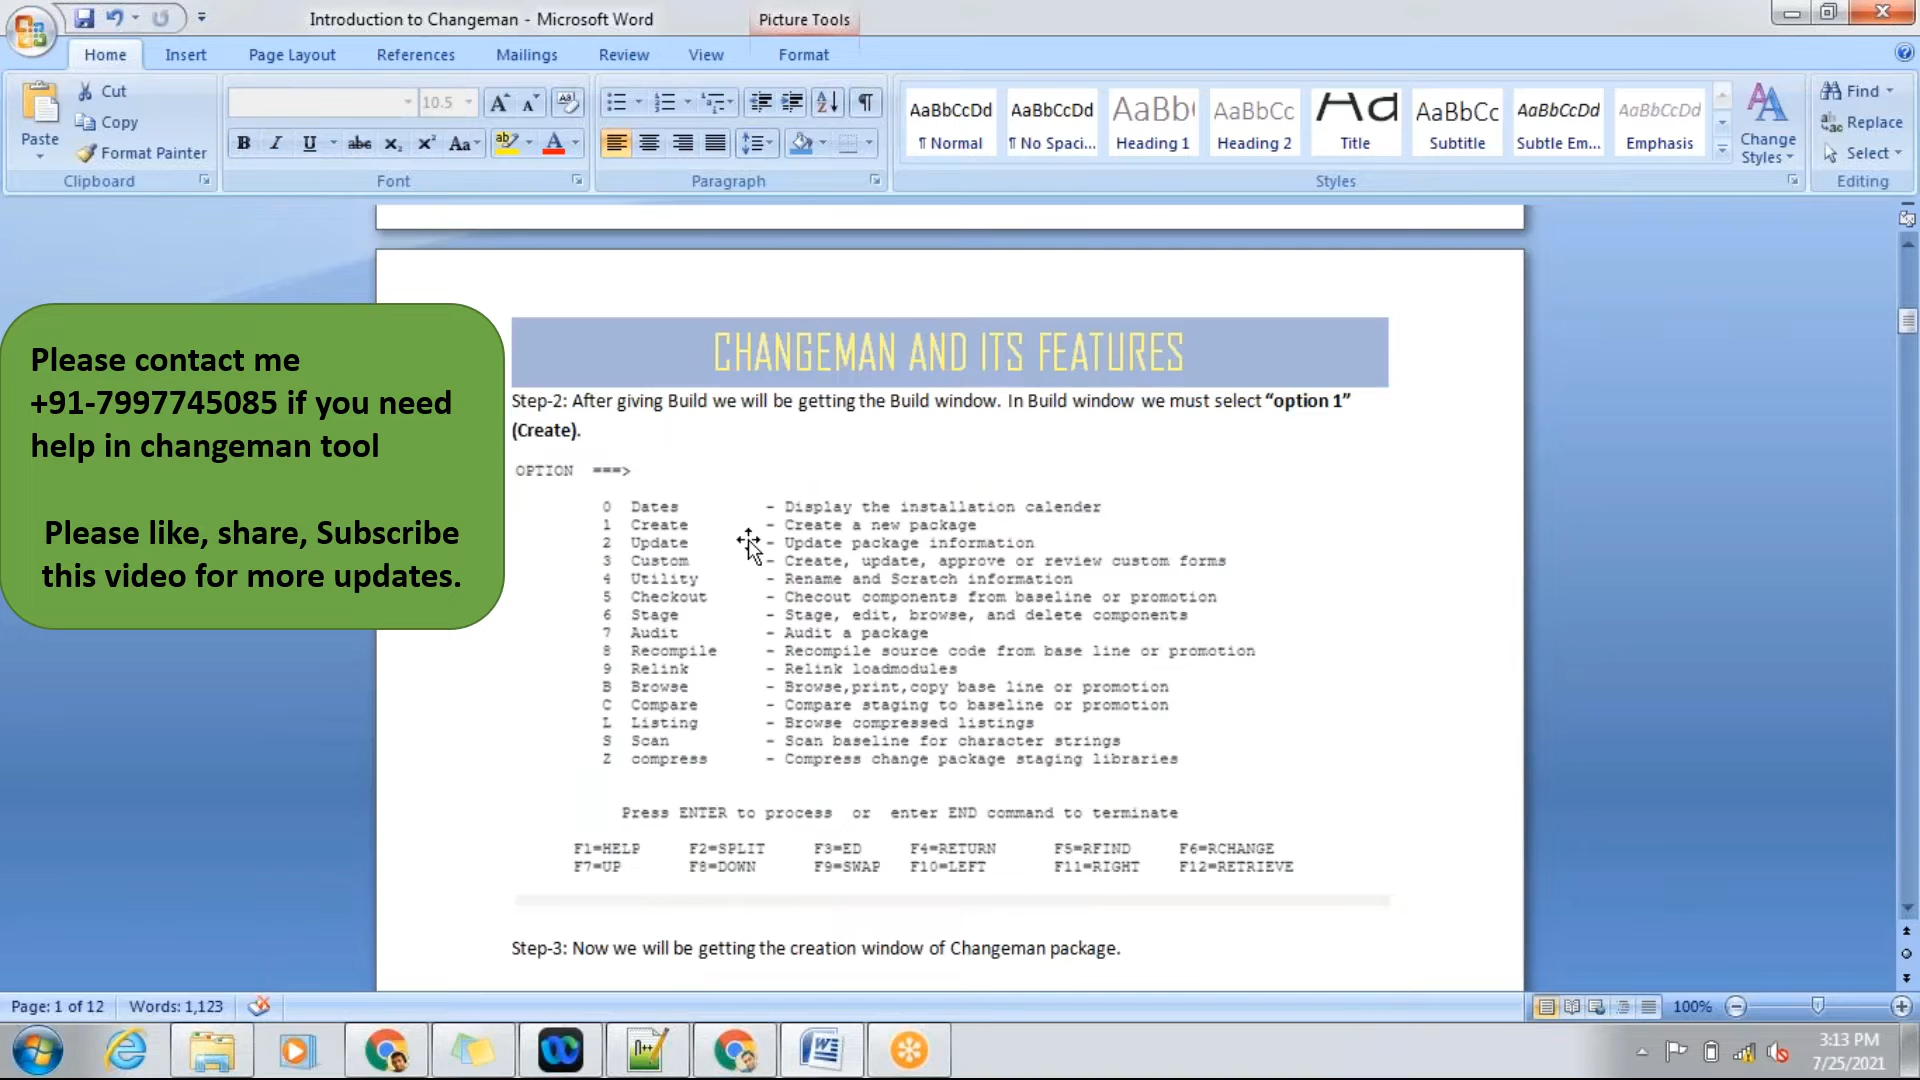 Introduction to Changeman - Microsoft Word
Picture Tools
Home Insert Page Layout References Mailings Review View Format
Cut
Copy
Format Painter
Paste
Clipboard
10.5
Font
Paragraph
AaBbCcDd AaBbCcDd AaBb( AaBbCc Aa AaBbCc AaBbCcDd AaBbCcDd
¶ Normal ¶ No Spaci... Heading 1 Heading 2 Title Subtitle Subtle Em... Emphasis
Change Styles
Styles
Find
Replace
Select
Editing
Please contact me
+91-7997745085 if you need
help in changeman tool
Please like, share, Subscribe
this video for more updates.
CHANGEMAN AND ITS FEATURES
Step-2: After giving Build we will be getting the Build window. In Build window we must select “option 1”
(Create).
OPTION ===>
0 Dates - Display the installation calender
1 Create - Create a new package
2 Update - Update package information
3 Custom - Create, update, approve or review custom forms
4 Utility - Rename and Scratch information
5 Checkout - Checout components from baseline or promotion
6 Stage - Stage, edit, browse, and delete components
7 Audit - Audit a package
8 Recompile - Recompile source code from base line or promotion
9 Relink - Relink loadmodules
B Browse - Browse,print,copy base line or promotion
C Compare - Compare staging to baseline or promotion
L Listing - Browse compressed listings
S Scan - Scan baseline for character strings
Z compress - Compress change package staging libraries
Press ENTER to process or enter END command to terminate
F1=HELP F2=SPLIT F3=ED F4=RETURN F5=RFIND F6=RCHANGE
F7=UP F8=DOWN F9=SWAP F10=LEFT F11=RIGHT F12=RETRIEVE
Step-3: Now we will be getting the creation window of Changeman package.
Page: 1 of 12 Words: 1,123 100%
3:13 PM
7/25/2021